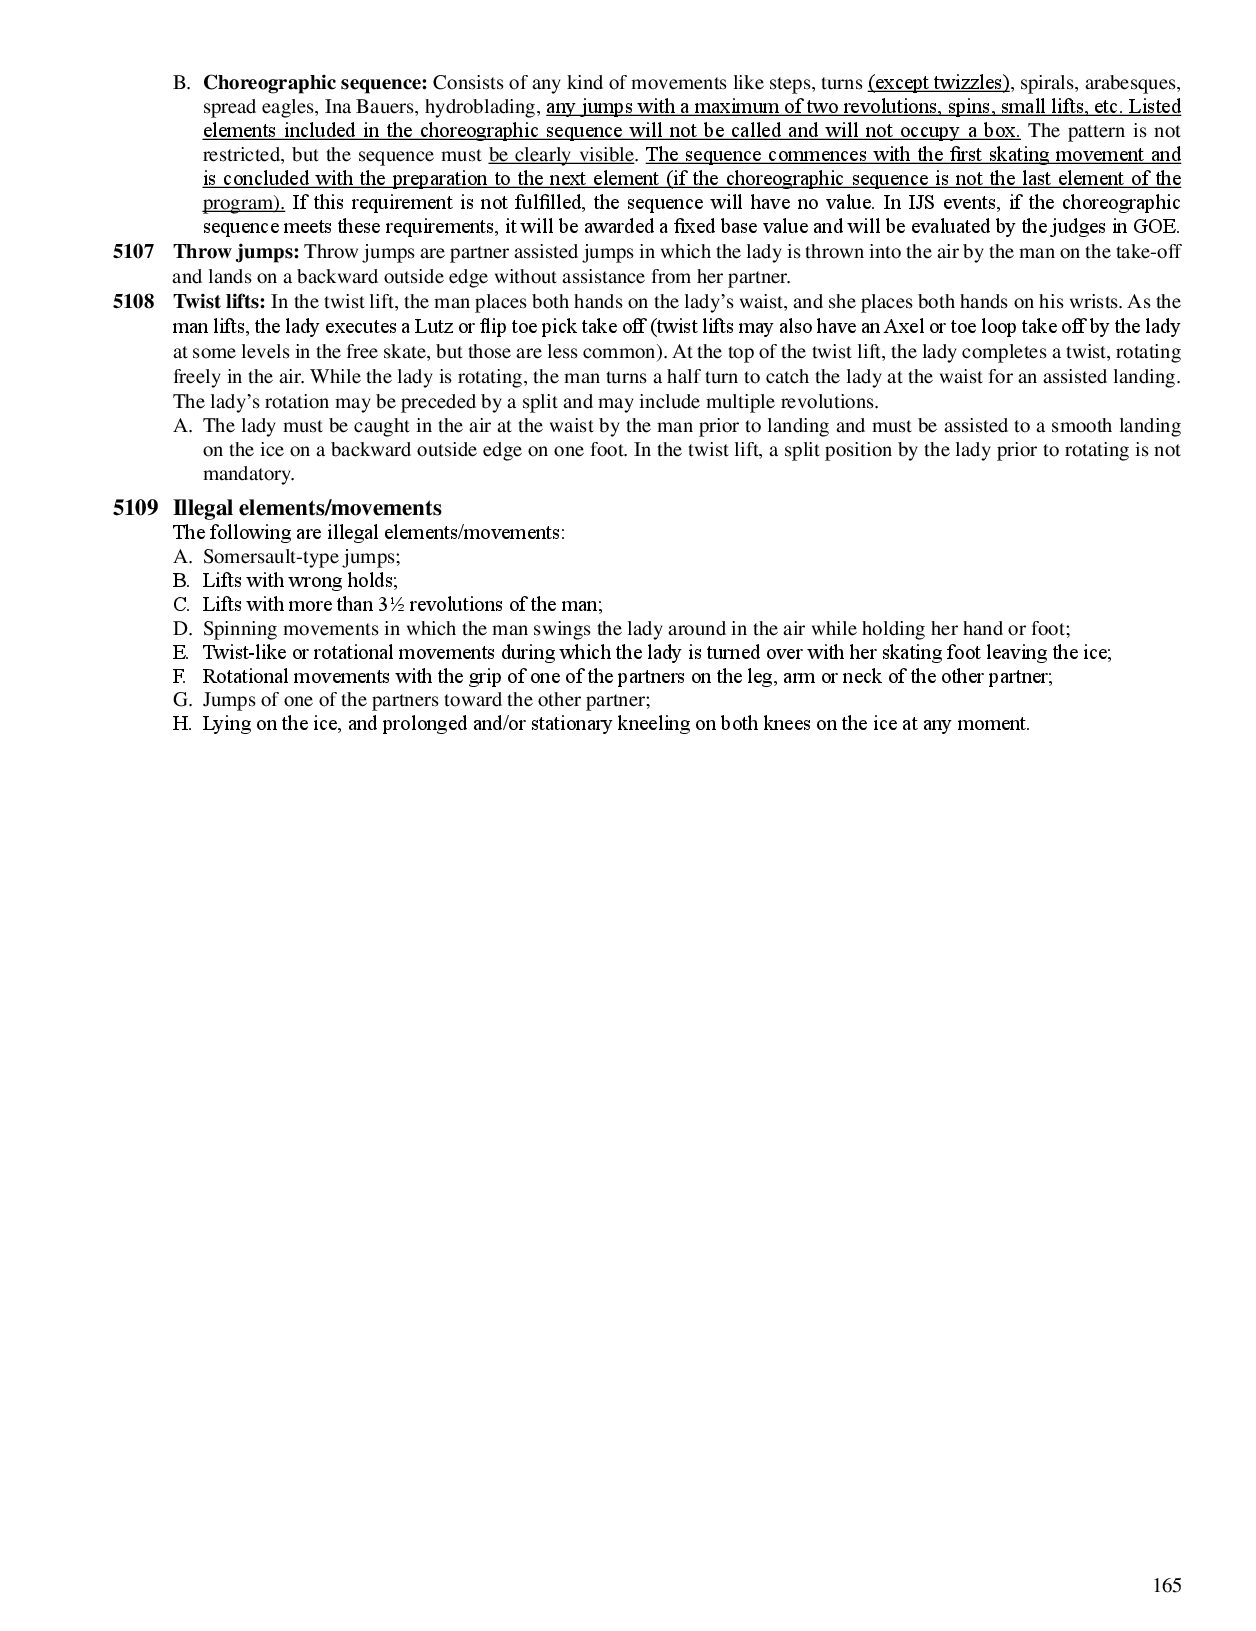 B. Choreographic sequence: Consists of any kind of movements like steps, turns (except twizzles), spirals, arabesques,
spread eagles, Ina Bauers, hydroblading, any jumps with a maximum of two revolutions, spins, small lifts, etc. Listed
elements included in the choreographic sequence will not be called and will not occupy a box. The pattern is not
restricted, but the sequence must be clearly visible. The sequence commences with the first skating movement and
is concluded with the preparation to the next element (if the choreographic sequence is not the last element of the
program). If this requirement is not fulfilled, the sequence will have no value. In IJS events, if the choreographic
sequence meets these requirements, it will be awarded a fixed base value and will be evaluated by the judges in GOE.
5107 Throw jumps: Throw jumps are partner assisted jumps in which the lady is thrown into the air by the man on the take-off
and lands on a backward outside edge without assistance from her partner.
5108 Twist lifts: In the twist lift, the man places both hands on the lady’s waist, and she places both hands on his wrists. As the
man lifts, the lady executes a Lutz or flip toe pick take off (twist lifts may also have an Axel or toe loop take off by the lady
at some levels in the free skate, but those are less common). At the top of the twist lift, the lady completes a twist, rotating
freely in the air. While the lady is rotating, the man turns a half turn to catch the lady at the waist for an assisted landing.
The lady’s rotation may be preceded by a split and may include multiple revolutions.
A. The lady must be caught in the air at the waist by the man prior to landing and must be assisted to a smooth landing
on the ice on a backward outside edge on one foot. In the twist lift, a split position by the lady prior to rotating is not
mandatory.
5109 Illegal elements/movements
The following are illegal elements/movements:
A. Somersault-type jumps;
B. Lifts with wrong holds;
C. Lifts with more than 3½ revolutions of the man;
D. Spinning movements in which the man swings the lady around in the air while holding her hand or foot;
E. Twist-like or rotational movements during which the lady is turned over with her skating foot leaving the ice;
F. Rotational movements with the grip of one of the partners on the leg, arm or neck of the other partner;
G. Jumps of one of the partners toward the other partner;
H. Lying on the ice, and prolonged and/or stationary kneeling on both knees on the ice at any moment.
165